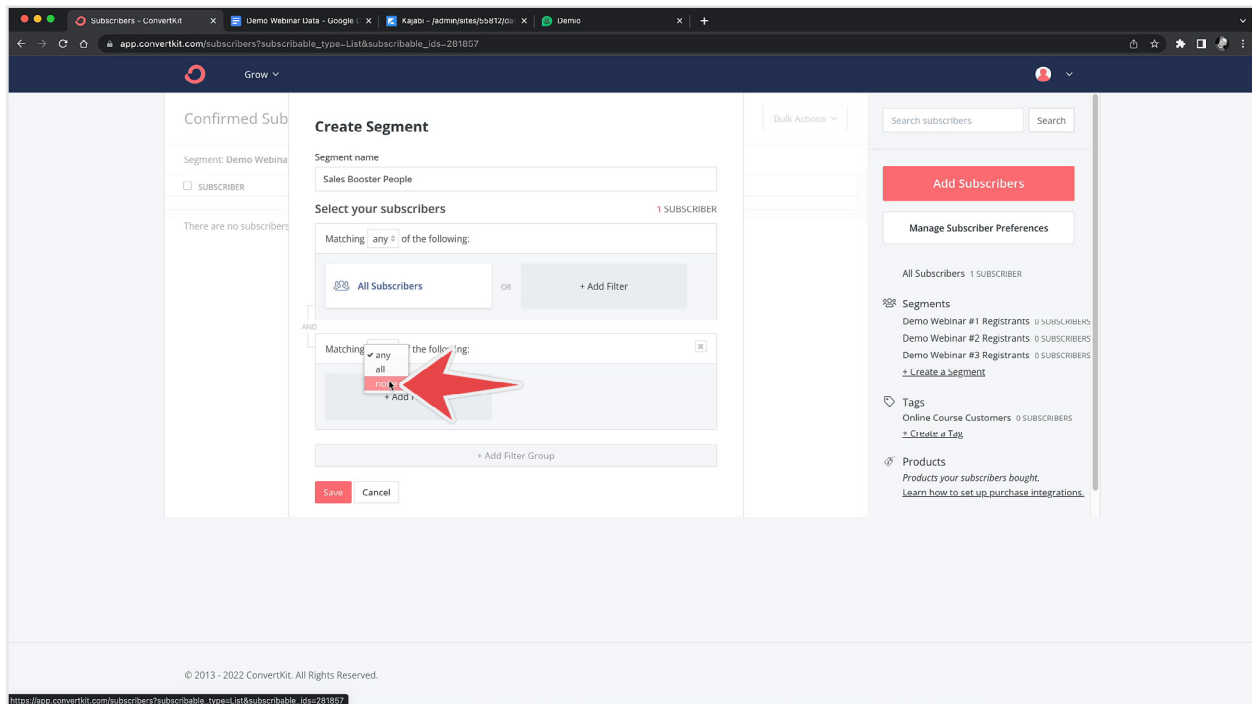 Subscribers - ConvertKit
Demo Webinar Data - Google
Kajabi - /admin/sites/55812/da
Demio
app.convertkit.com/subscribers?subscribable_type=List&subscribable_ids=281857
Grow
Confirmed Sub
Bulk Actions
Segment: Demo Webina
SUBSCRIBER
There are no subscribers
Create Segment
Segment name
Sales Booster People
Select your subscribers
1 SUBSCRIBER
Matching any of the following:
All Subscribers
OR
+ Add Filter
AND
Matching the following:
any
all
+ Add
+ Add Filter Group
Save
Cancel
Search subscribers
Search
Add Subscribers
Manage Subscriber Preferences
All Subscribers 1 SUBSCRIBER
Segments
Demo Webinar #1 Registrants 0 SUBSCRIBERS
Demo Webinar #2 Registrants 0 SUBSCRIBERS
Demo Webinar #3 Registrants 0 SUBSCRIBERS
+ Create a Segment
Tags
Online Course Customers 0 SUBSCRIBERS
+ Create a Tag
Products
Products your subscribers bought.
Learn how to set up purchase integrations.
© 2013 - 2022 ConvertKit. All Rights Reserved.
https://app.convertkit.com/subscribers?subscribable_type=List&subscribable_ids=281857